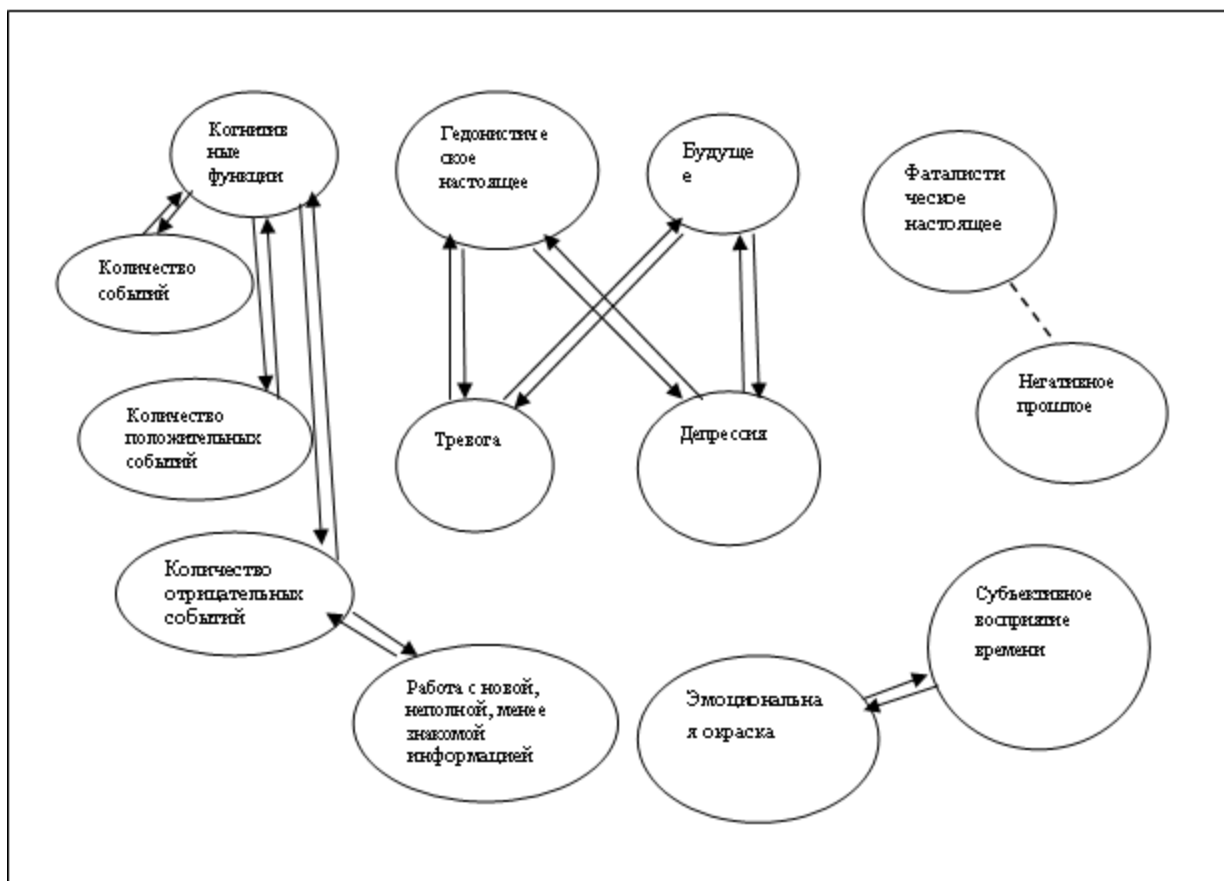 Когнитив
ные
функции
Гедонистиче
ское
настоящее
Будуще
е
Фаталисти
ческое
настоящее
Количество
событий
Негативное
прошлое
Количество
положительных
событий
Тревога
Депрессия
Количество
отрицательных
событий
Субъективное
восприятие
времени
Работа с новой,
неполной, менее
знакомой
информацией
Эмоциональна
я окраска